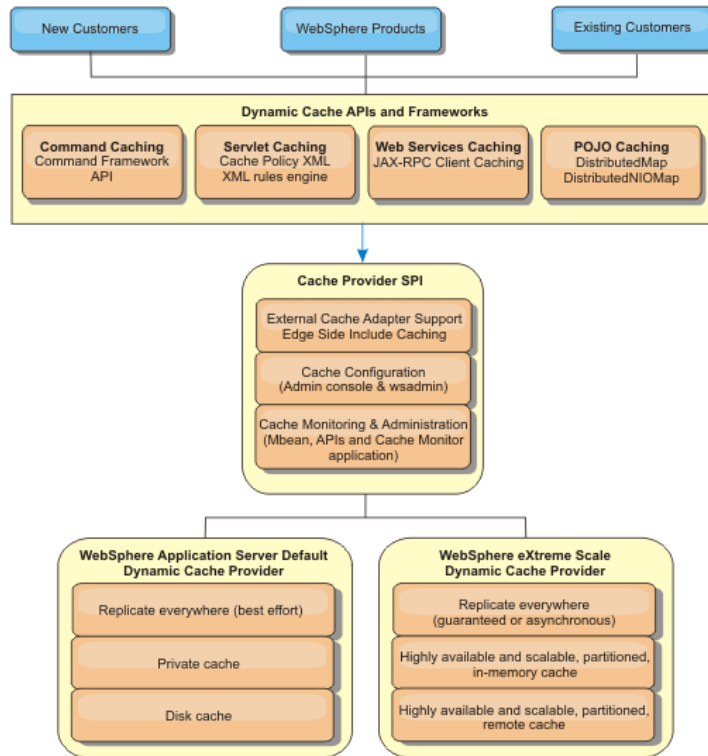 New Customers
WebSphere Products
Existing Customers
Dynamic Cache APIs and Frameworks
Command Caching
Command Framework
API
Servlet Caching
Cache Policy XML
XML rules engine
Web Services Caching
JAX-RPC Client Caching
POJO Caching
DistributedMap
DistributedNIOMap
Cache Provider SPI
External Cache Adapter Support
Edge Side Include Caching
Cache Configuration
(Admin console & wsadmin)
Cache Monitoring & Administration
(Mbean, APIs and Cache Monitor
application)
WebSphere Application Server Default
Dynamic Cache Provider
Replicate everywhere (best effort)
Private cache
Disk cache
WebSphere eXtreme Scale
Dynamic Cache Provider
Replicate everywhere
(guaranteed or asynchronous)
Highly available and scalable, partitioned,
in-memory cache
Highly available and scalable, partitioned,
remote cache